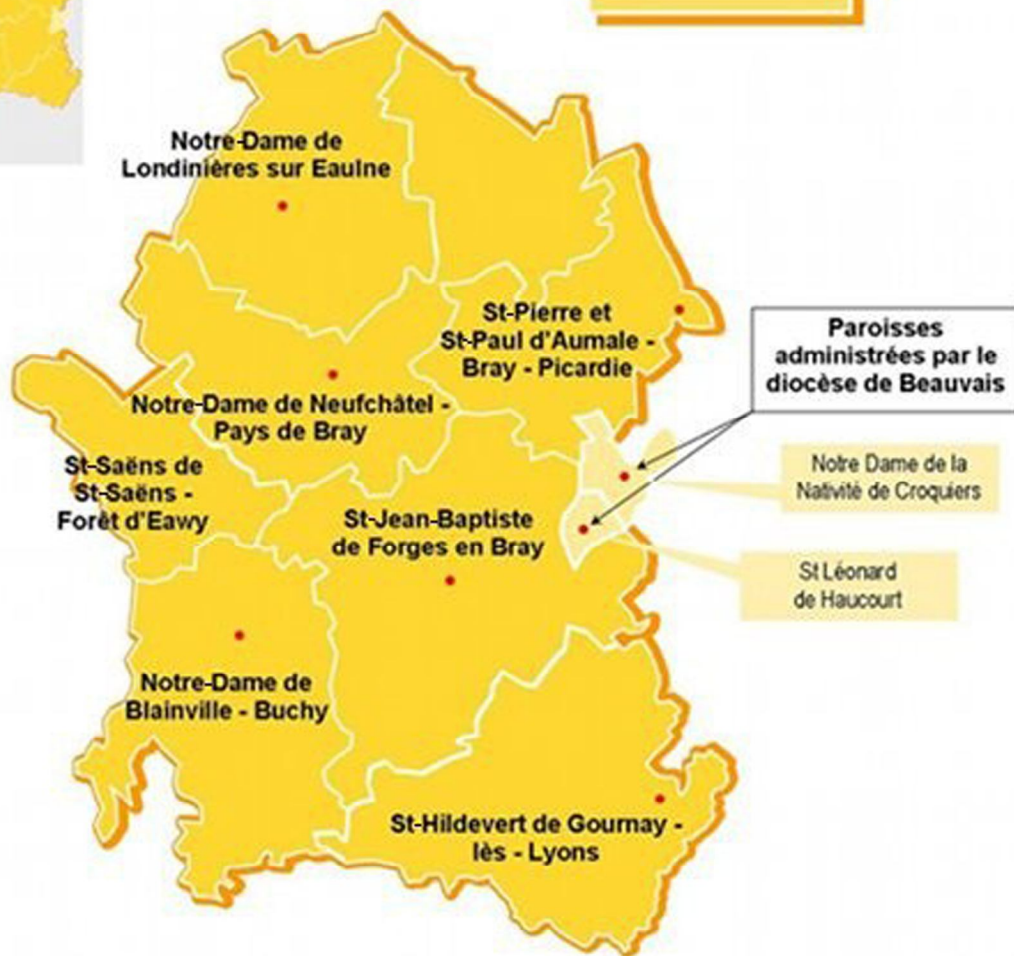 Notre-Dame de
Londinières sur Eaulne
St-Pierre et
St-Paul d'Aumale -
Bray - Picardie
Paroisses
administrées par le
diocèse de Beauvais
Notre-Dame de Neufchâtel -
Pays de Bray
St-Saëns de
St-Saëns -
Forêt d'Eawy
Notre Dame de la
Nativité de Croquiers
St-Jean-Baptiste
de Forges en Bray
St Léonard
de Haucourt
Notre-Dame de
Blainville - Buchy
St-Hildevert de Gournay -
lès - Lyons